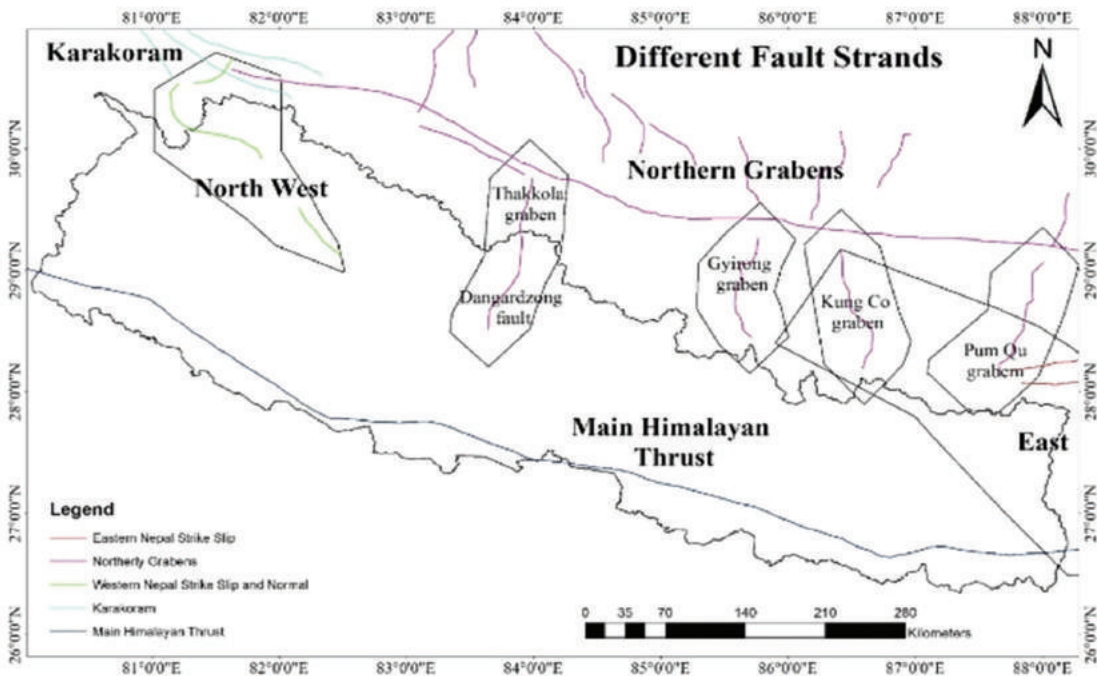 81°0'0"E 82°0'0"E 83°0'0"E 84°0'0"E 85°0'0"E 86°0'0"E 87°0'0"E 88°0'0"E
Karakoram
Different Fault Strands
N
30°0'0"N
30°0'0"N
North West
Northern Grabens
Thakkola
graben
29°0'0"N
29°0'0"N
Gyirong
graben
Dangardzong
fault
Kung Co
graben
Pum Qu
grabern
28°0'0"N
28°0'0"N
Main Himalayan
Thrust
East
27°0'0"N
27°0'0"N
Legend
Eastern Nepal Strike Slip
Northerly Grabens
Western Nepal Strike Slip and Normal
Karakoram
Main Himalayan Thrust
0 35 70 140 210 280
Kilometers
26°0'0"N
26°0'0"N
81°0'0"E 82°0'0"E 83°0'0"E 84°0'0"E 85°0'0"E 86°0'0"E 87°0'0"E 88°0'0"E